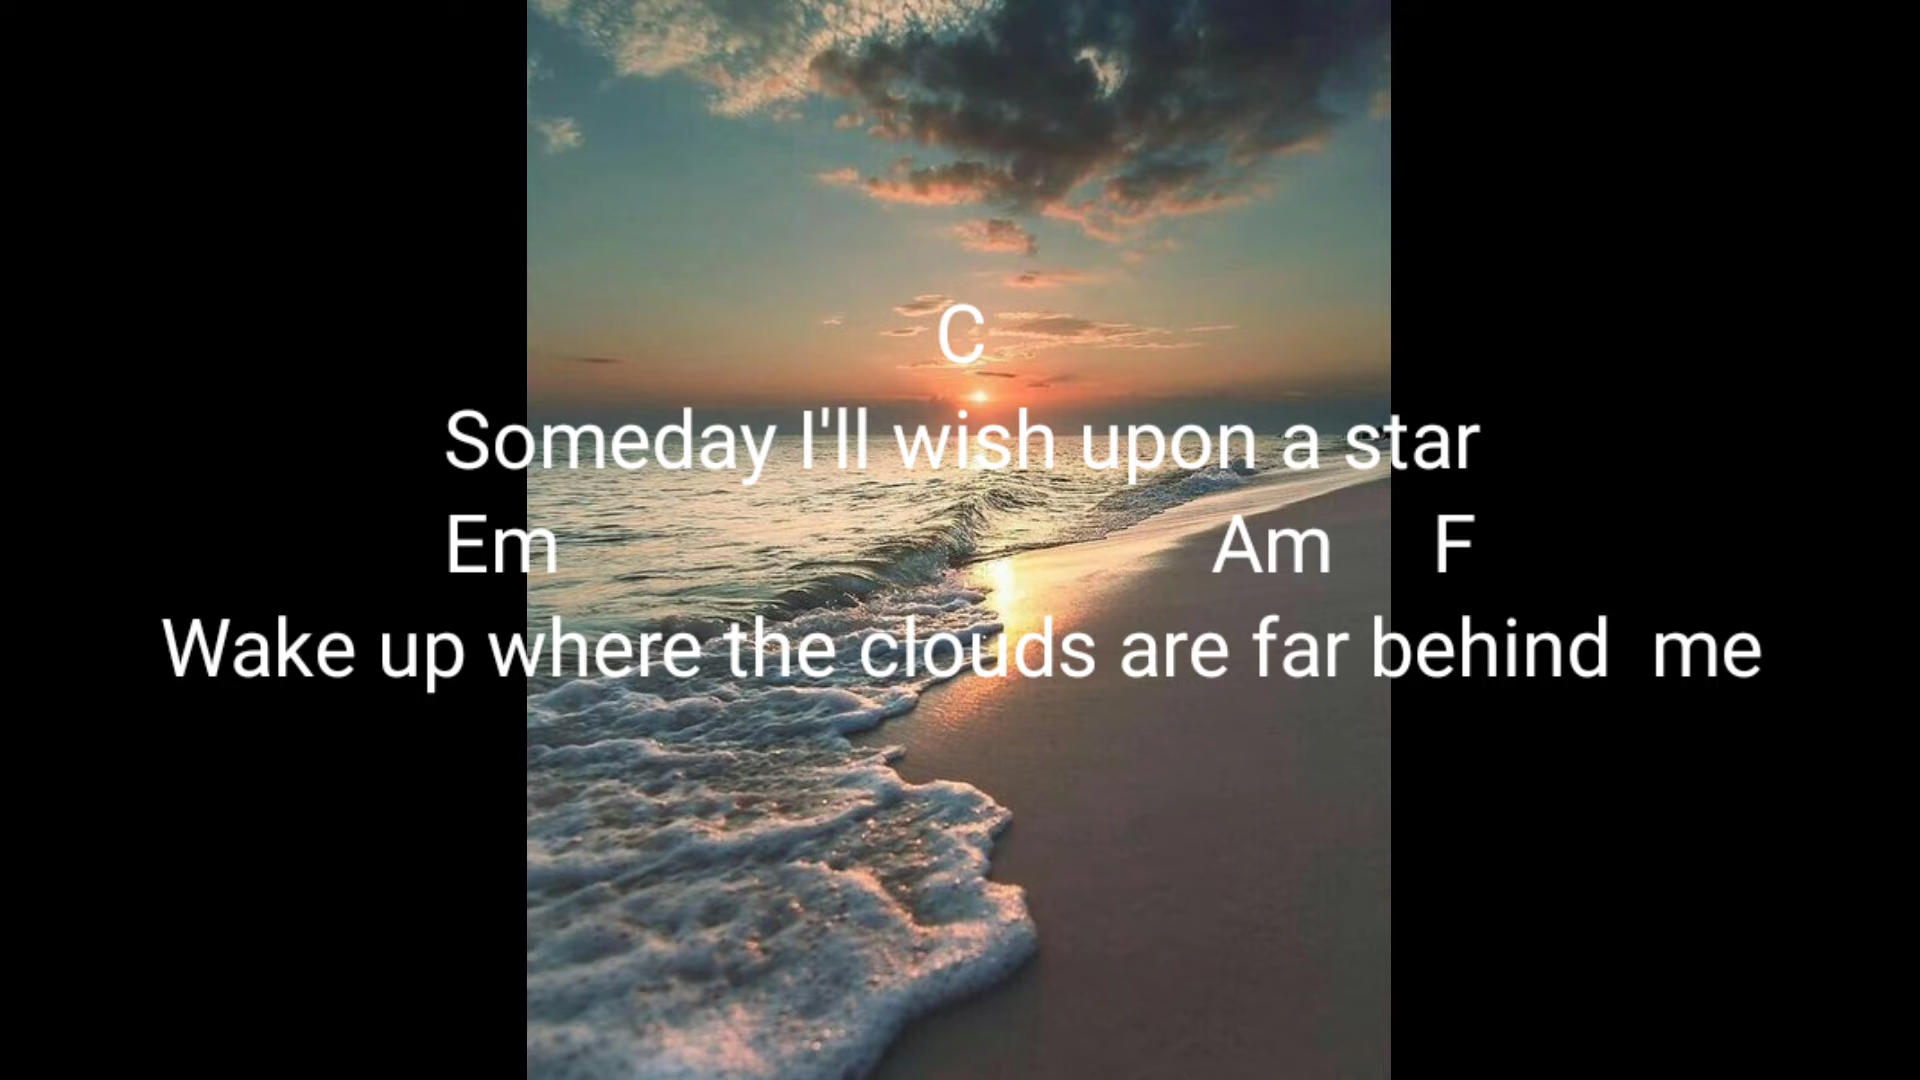 C
Someday I'll wish upon a star
Em Am F
Wake up where the clouds are far behind me